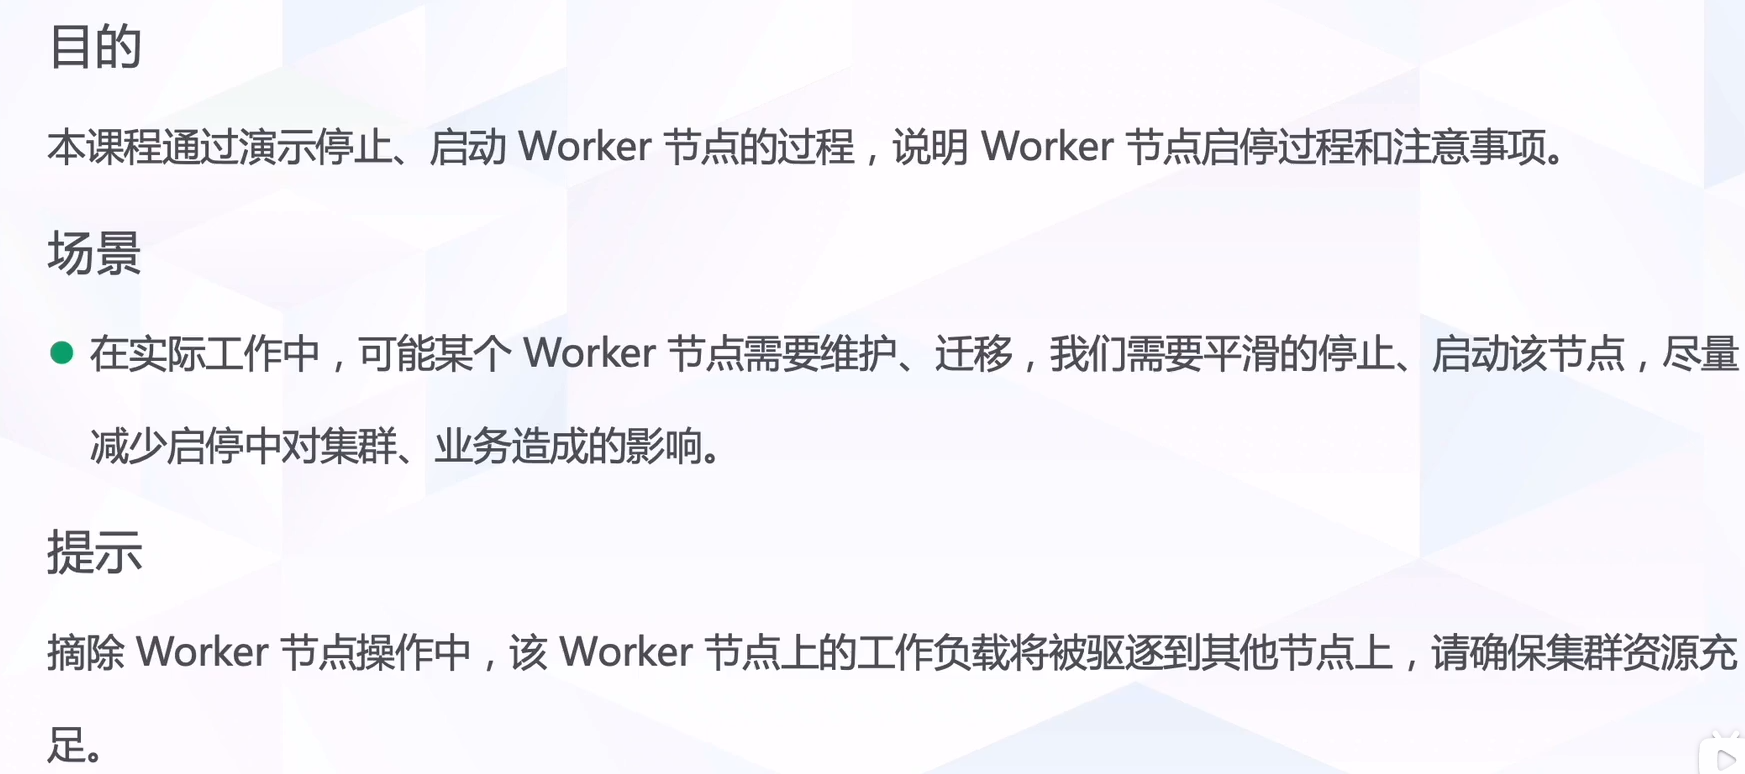 目的
本课程通过演示停止、启动 Worker 节点的过程，说明 Worker 节点启停过程和注意事项。
场景
在实际工作中，可能某个 Worker 节点需要维护、迁移，我们需要平滑的停止、启动该节点，尽量
减少启停中对集群、业务造成的影响。
提示
摘除 Worker 节点操作中，该 Worker 节点上的工作负载将被驱逐到其他节点上，请确保集群资源充
足。